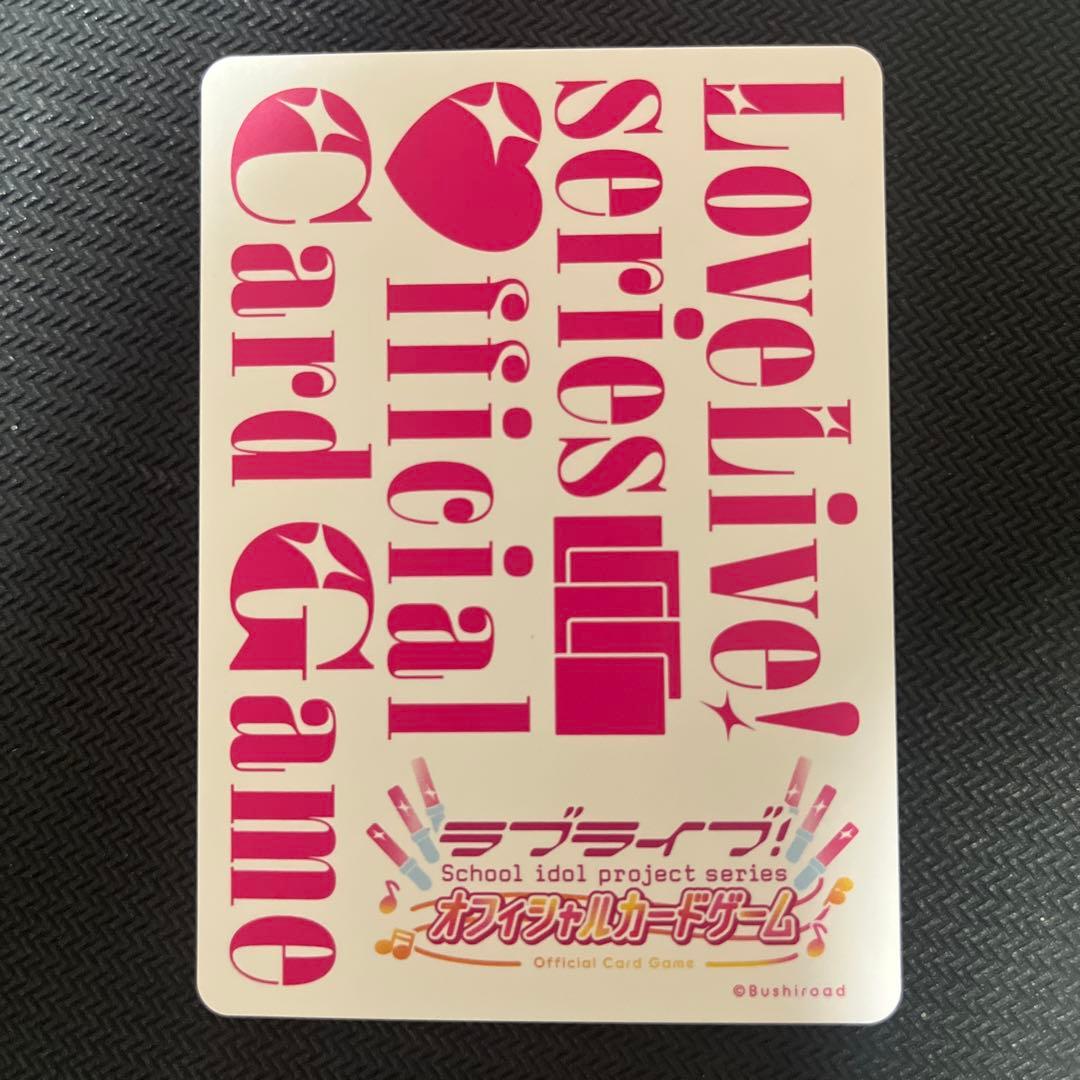 LoveLive!
series
Official
Card Game
ラブライブ!
School idol project series
オフィシャルカードゲーム
Official Card Game
©Bushiroad